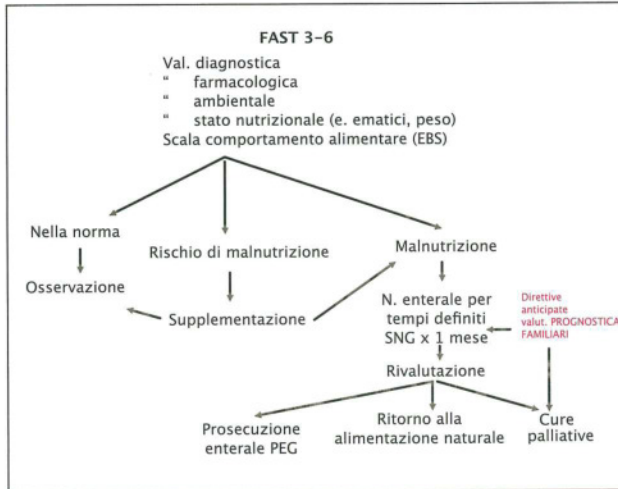 FAST 3-6
Val. diagnostica
“ farmacologica
“ ambientale
“ stato nutrizionale (e. ematici, peso)
Scala comportamento alimentare (EBS)
Nella norma
Rischio di malnutrizione
Malnutrizione
Osservazione
Supplementazione
N. enterale per
tempi definiti
SNG x 1 mese
Direttive
anticipate
valut. PROGNOSTICA
FAMILIARI
Rivalutazione
Prosecuzione
enterale PEG
Ritorno alla
alimentazione naturale
Cure
palliative